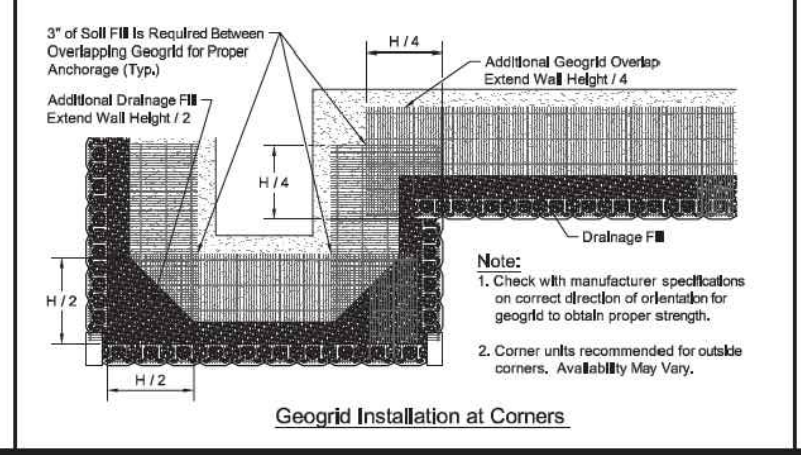 3" of Soil Fill Is Required Between
Overlapping Geogrid for Proper
Anchorage (Typ.)
Additional Drainage Fill
Extend Wall Height / 2
H / 4
Additional Geogrid Overlap
Extend Wall Height / 4
H / 4
Drainage Fill
H / 2
H / 2
Note:
1. Check with manufacturer specifications
on correct direction of orientation for
geogrid to obtain proper strength.
2. Corner units recommended for outside
corners. Availability May Vary.
Geogrid Installation at Corners